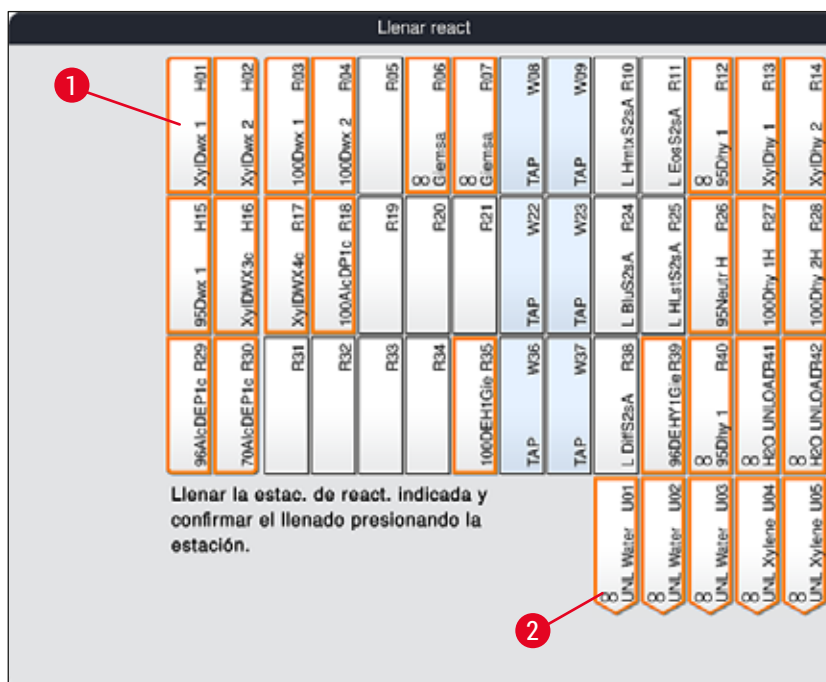 Llenar react
1
XylDwx 1 H01
XylDwx 2 H02
100Dwx 1 R03
100Dwx 2 R04
R05
∞ Giemsa R06
∞ Giemsa R07
TAP W08
TAP W09
L HmtxS2sA R10
L EosS2sA R11
∞ 95Dhy 1 R12
XylDhy 1 R13
XylDhy 2 R14
95Dwx 1 H15
XylDWX3c H16
XylDWX4c R17
100AlcDP1c R18
R19
R20
R21
TAP W22
TAP W23
L BluS2sA R24
L HLstS2sA R25
95Neutr H R26
100Dhy 1H R27
100Dhy 2H R28
96AlcDEP1c R29
70AlcDEP1c R30
R31
R32
R33
R34
100DEH1Gie R35
TAP W36
TAP W37
L DiffS2sA R38
96DEHY1Gie R39
∞ 95Dhy 1 R40
∞ H2O UNLOAD R41
∞ H2O UNLOAD R42
Llenar la estac. de react. indicada y
confirmar el llenado presionando la
estación.
∞ UNL Water U01
∞ UNL Water U02
∞ UNL Water U03
∞ UNL Xylene U04
∞ UNL Xylene U05
2